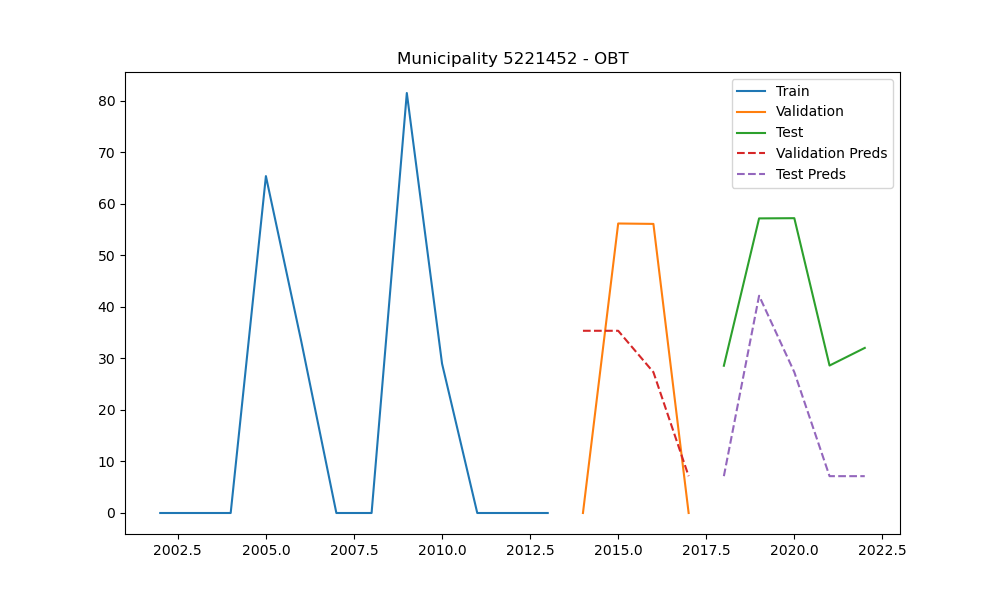 Municipality 5221452 - OBT
Train
Validation
Test
Validation Preds
Test Preds
80
70
60
50
40
30
20
10
0
2002.5 2005.0 2007.5 2010.0 2012.5 2015.0 2017.5 2020.0 2022.5